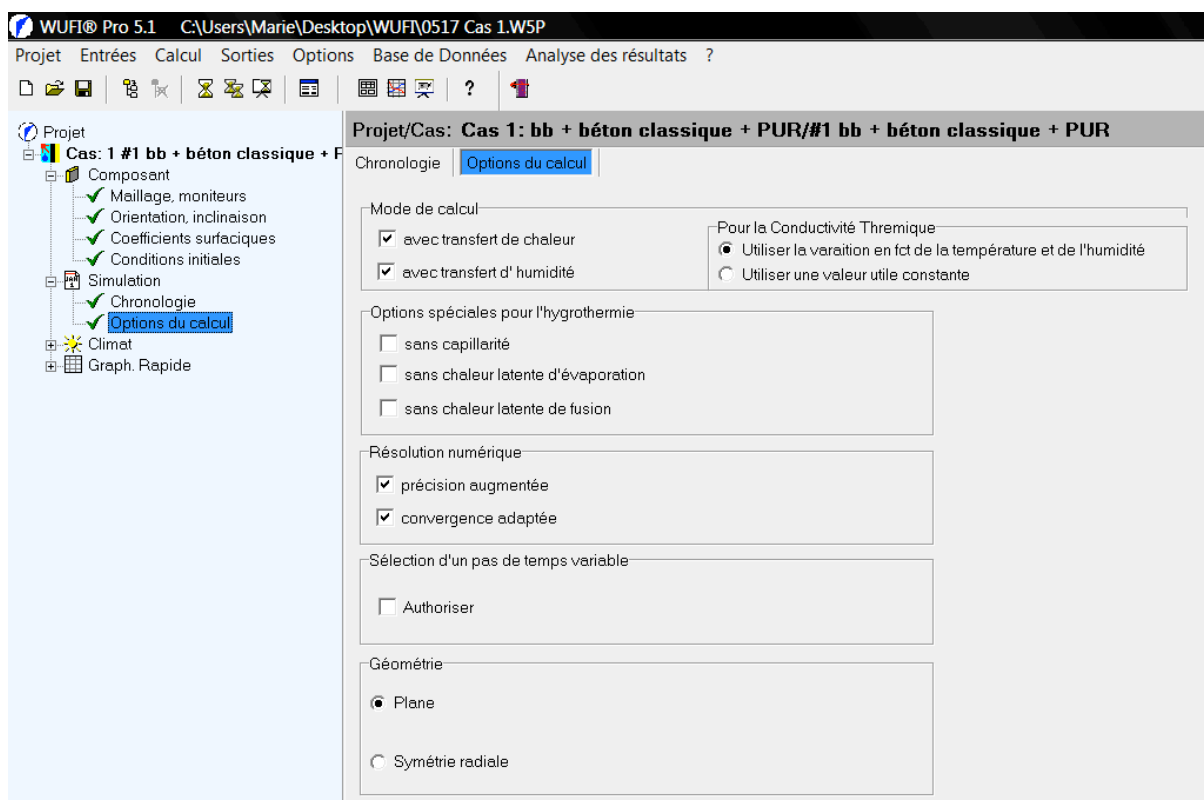 WUFI® Pro 5.1 C:\Users\Marie\Desktop\WUFI\0517 Cas 1.W5P
Projet Entrées Calcul Sorties Options Base de Données Analyse des résultats ?
Projet
Cas: 1 #1 bb + béton classique + P
Composant
Maillage, moniteurs
Orientation, inclinaison
Coefficients surfaciques
Conditions initiales
Simulation
Chronologie
Options du calcul
Climat
Graph. Rapide
Projet/Cas: Cas 1: bb + béton classique + PUR/#1 bb + béton classique + PUR
Chronologie Options du calcul
Mode de calcul
avec transfert de chaleur
avec transfert d' humidité
Pour la Conductivité Thremique
Utiliser la varaition en fct de la température et de l'humidité
Utiliser une valeur utile constante
Options spéciales pour l'hygrothermie
sans capillarité
sans chaleur latente d'évaporation
sans chaleur latente de fusion
Résolution numérique
précision augmentée
convergence adaptée
Sélection d'un pas de temps variable
Authoriser
Géométrie
Plane
Symétrie radiale